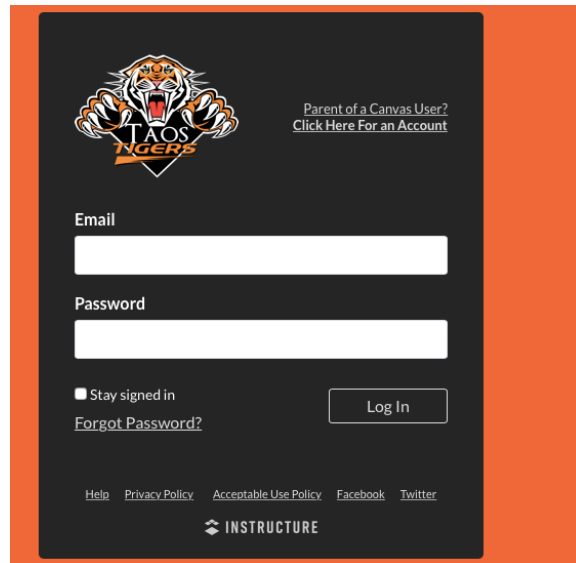 TAOS
TIGERS
Parent of a Canvas User?
Click Here For an Account
Email
Password
Stay signed in
Log In
Forgot Password?
Help Privacy Policy Acceptable Use Policy Facebook Twitter
INSTRUCTURE